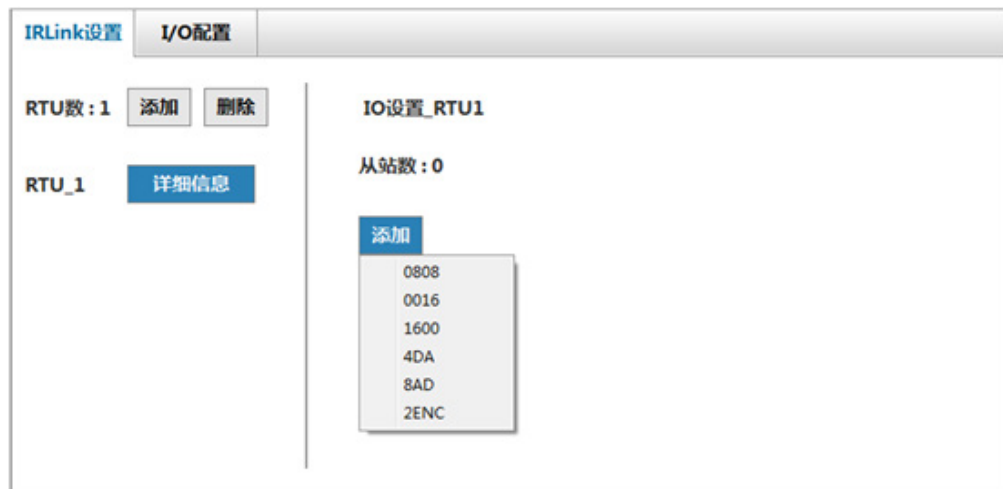 IRLink设置 I/O配置
RTU数 : 1 添加 删除
RTU_1 详细信息
IO设置_RTU1
从站数 : 0
添加
0808
0016
1600
4DA
8AD
2ENC